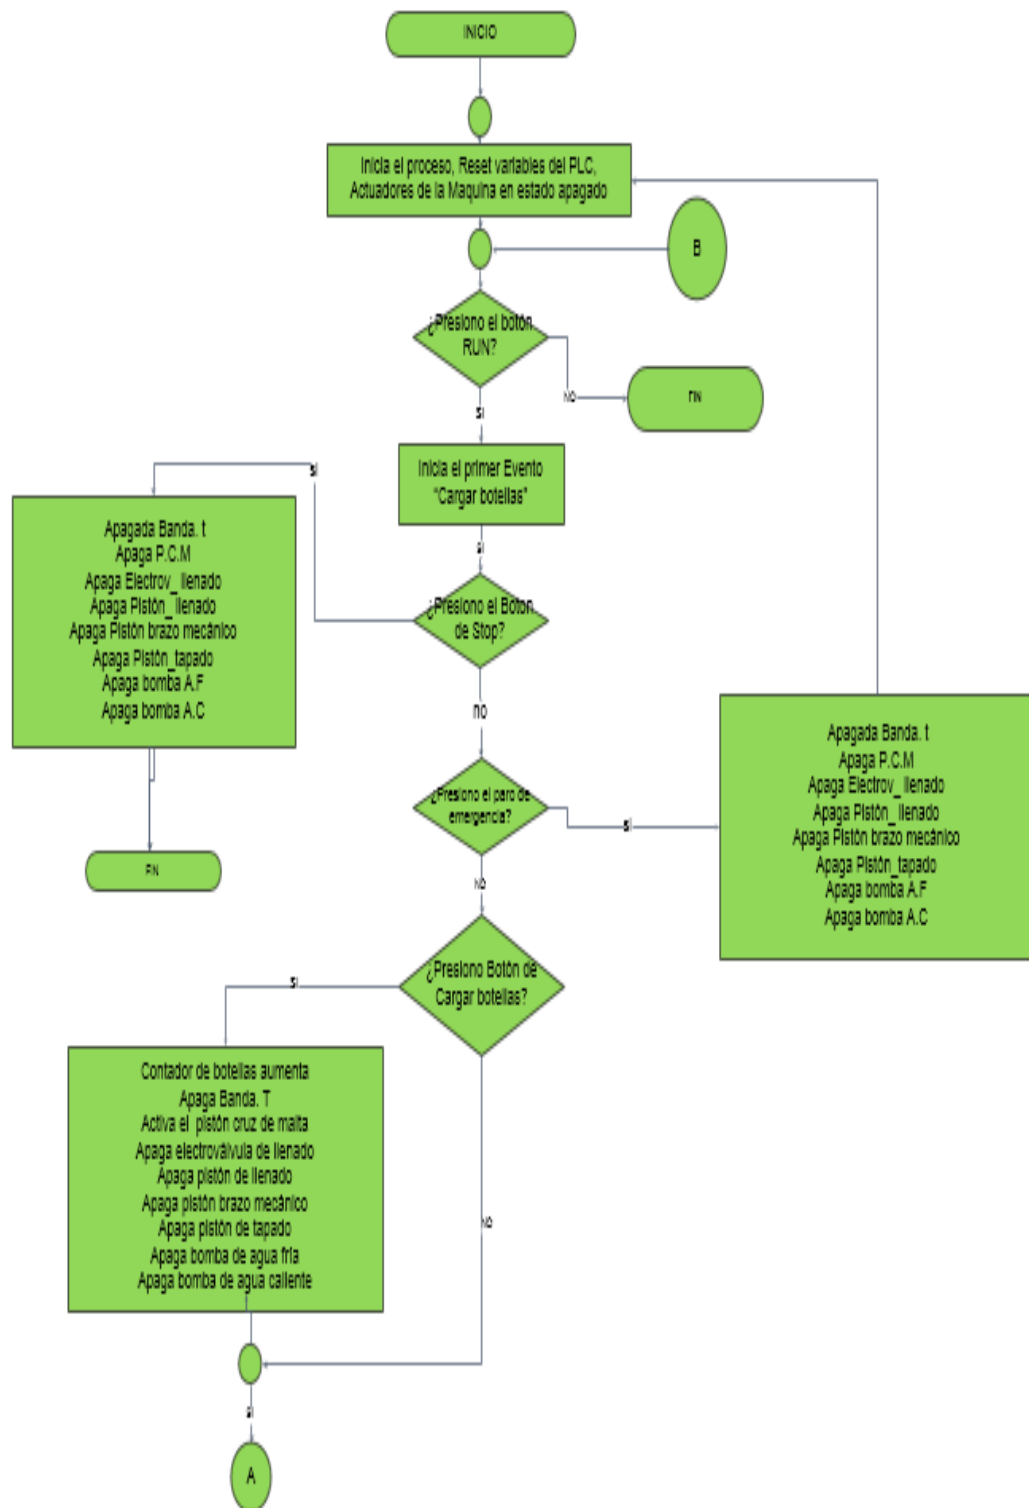 INICIO
Inicia el proceso, Reset variables del PLC,
Actuadores de la Maquina en estado apagado
B
¿Presiono el botón
RUN?
NO
FIN
SI
Inicia el primer Evento
"Cargar botellas"
SI
SI
Apagada Banda. t
Apaga P.C.M
Apaga Electrov_ llenado
Apaga Pistón_ llenado
Apaga Pistón brazo mecánico
Apaga Pistón_tapado
Apaga bomba A.F
Apaga bomba A.C
¿Presiono el Boton
de Stop?
no
FIN
¿Presiono el paro de
emergencia?
SI
Apagada Banda. t
Apaga P.C.M
Apaga Electrov_ llenado
Apaga Pistón_ llenado
Apaga Pistón brazo mecánico
Apaga Pistón_tapado
Apaga bomba A.F
Apaga bomba A.C
NO
¿Presiono Botón de
Cargar botellas?
SI
Contador de botellas aumenta
Apaga Banda. T
Activa el pistón cruz de malta
Apaga electroválvula de llenado
Apaga pistón de llenado
Apaga pistón brazo mecánico
Apaga pistón de tapado
Apaga bomba de agua fría
Apaga bomba de agua caliente
NO
SI
A